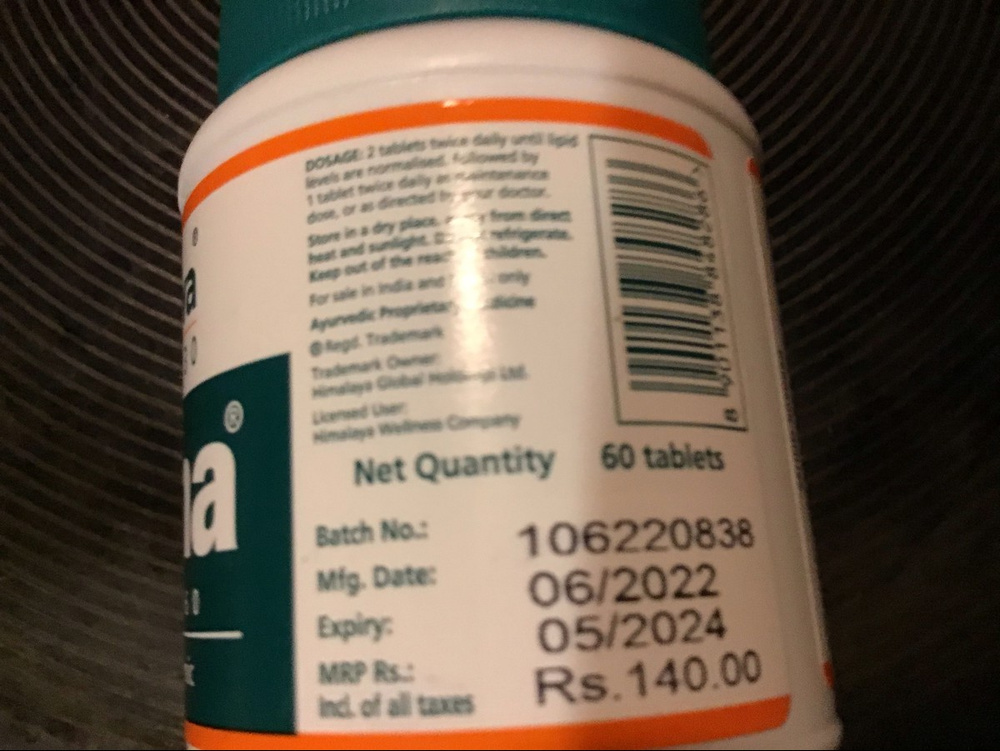 DOSAGE: 2 tablets twice daily until lipid
levels are normalised, followed by
1 tablet twice daily as maintenance
dose, or as directed by your doctor.
Store in a dry place, away from direct
heat and sunlight. refrigerate.
Keep out of the reach children.
For sale in India and only
Ayurvedic Proprietary Medicine
® Regd. Trademark
Trademark Owner:
Himalaya Global Holdings Ltd.
Licensed User:
Himalaya Wellness Company
Net Quantity 60 tablets
Batch No.: 106220838
Mfg. Date: 06/2022
Expiry: 05/2024
MRP Rs.: Rs.140.00
Incl. of all taxes